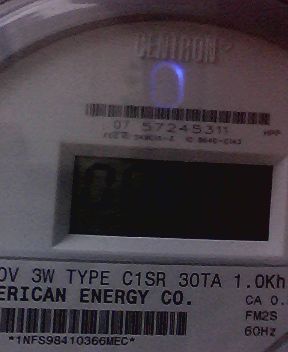 CENTRON
07 57245311
0V 3W TYPE C1SR 30TA 1.0Kh
ERICAN ENERGY CO.
CA 0.
FM2S
60Hz
*1NFS98410366MEC*